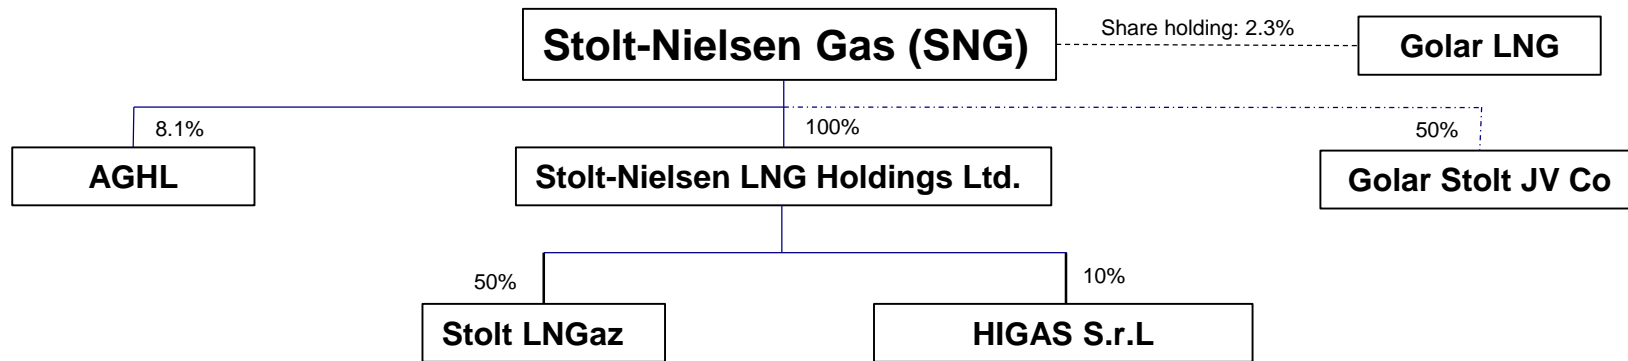 Stolt-Nielsen Gas (SNG)
Share holding: 2.3%
Golar LNG
8.1%
100%
50%
AGHL
Stolt-Nielsen LNG Holdings Ltd.
Golar Stolt JV Co
50%
10%
Stolt LNGaz
HIGAS S.r.L